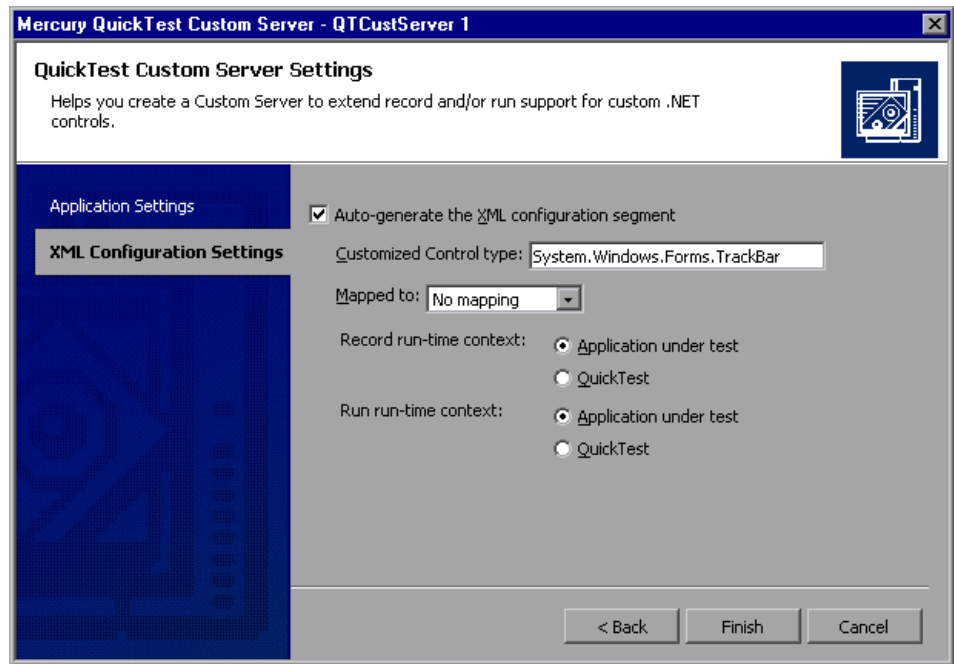 Mercury QuickTest Custom Server - QTCustServer 1
QuickTest Custom Server Settings
Helps you create a Custom Server to extend record and/or run support for custom .NET
controls.
Application Settings
XML Configuration Settings
Auto-generate the XML configuration segment
Customized Control type: System.Windows.Forms.TrackBar
Mapped to: No mapping
Record run-time context: Application under test
QuickTest
Run run-time context: Application under test
QuickTest
< Back Finish Cancel